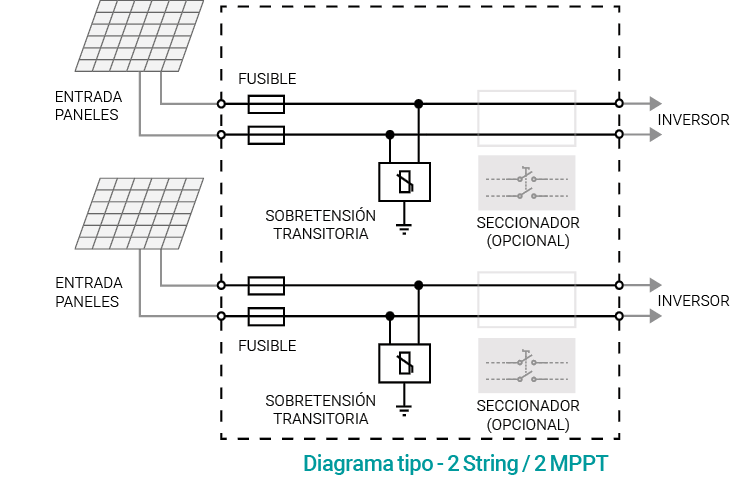 FUSIBLE
ENTRADA
PANELES
INVERSOR
SOBRETENSIÓN
TRANSITORIA
SECCIONADOR
(OPCIONAL)
ENTRADA
PANELES
INVERSOR
FUSIBLE
SOBRETENSIÓN
TRANSITORIA
SECCIONADOR
(OPCIONAL)
Diagrama tipo - 2 String / 2 MPPT